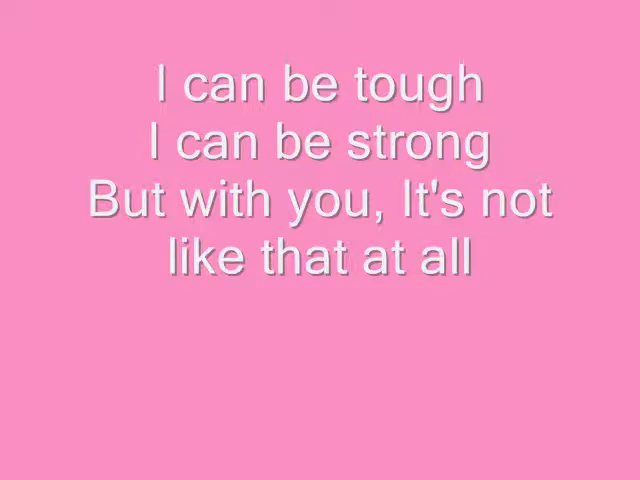 I can be tough
I can be strong
But with you, It's not
like that at all